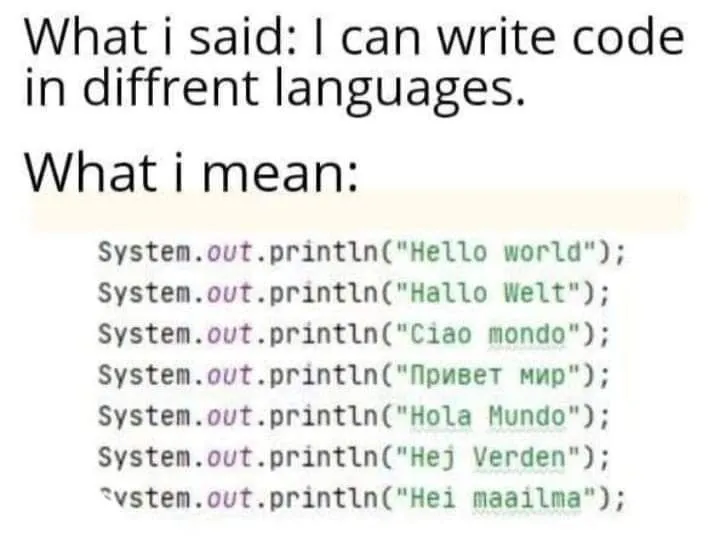 What i said: I can write code
in diffrent languages.
What i mean:
System.out.println("Hello world");
System.out.println("Hallo Welt");
System.out.println("Ciao mondo");
System.out.println("Привет мир");
System.out.println("Hola Mundo");
System.out.println("Hej Verden");
System.out.println("Hei maailma");